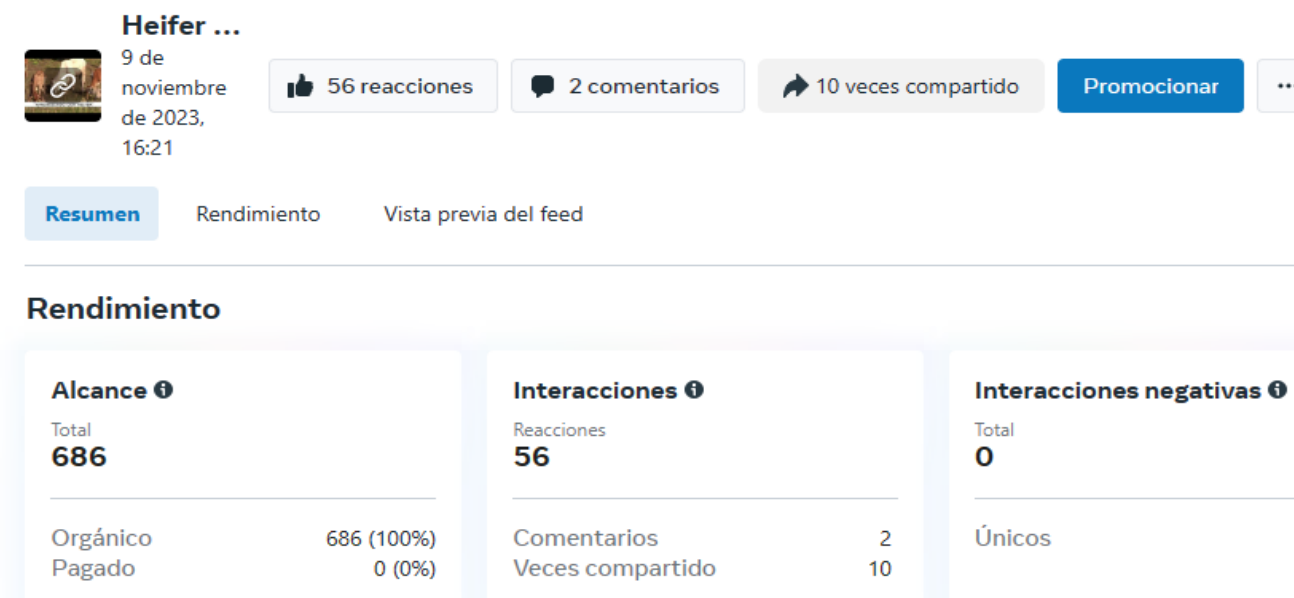 Heifer ...
9 de
noviembre
de 2023,
16:21
56 reacciones
2 comentarios
10 veces compartido
Promocionar
...
Resumen
Rendimiento
Vista previa del feed
Rendimiento
Alcance
Total
686
Orgánico 686 (100%)
Pagado 0 (0%)
Interacciones
Reacciones
56
Comentarios 2
Veces compartido 10
Interacciones negativas
Total
0
Únicos